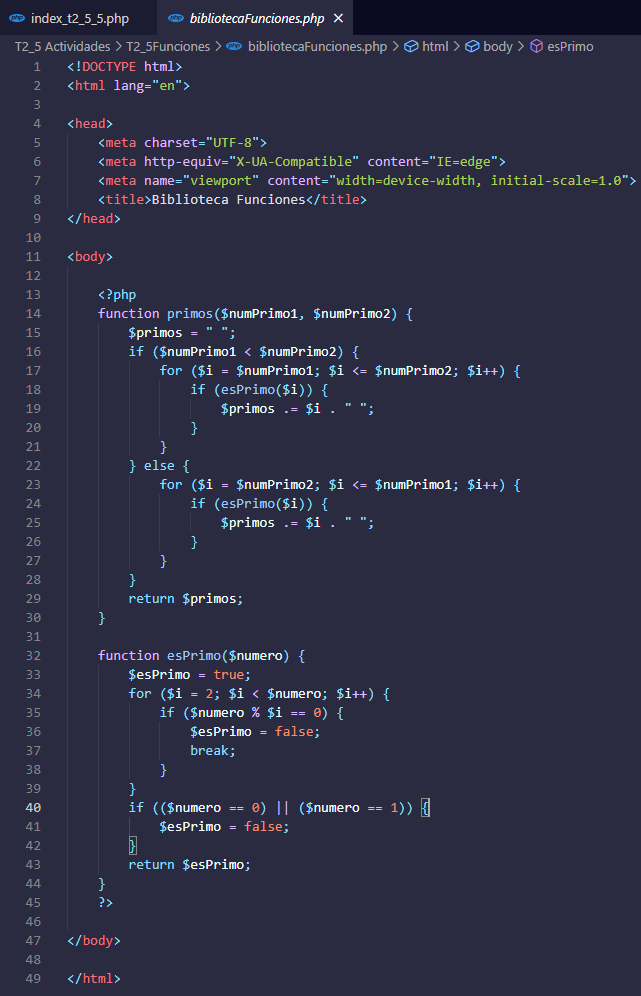 index_t2_5_5.php
bibliotecaFunciones.php
T2_5 Actividades > T2_5Funciones > bibliotecaFunciones.php > html > body > esPrimo
1 <!DOCTYPE html>
2 <html lang="en">
3
4 <head>
5     <meta charset="UTF-8">
6     <meta http-equiv="X-UA-Compatible" content="IE=edge">
7     <meta name="viewport" content="width=device-width, initial-scale=1.0">
8     <title>Biblioteca Funciones</title>
9 </head>
10
11 <body>
12
13     <?php
14     function primos($numPrimo1, $numPrimo2) {
15         $primos = " ";
16         if ($numPrimo1 < $numPrimo2) {
17             for ($i = $numPrimo1; $i <= $numPrimo2; $i++) {
18                 if (esPrimo($i)) {
19                     $primos .= $i . " ";
20                 }
21             }
22         } else {
23             for ($i = $numPrimo2; $i <= $numPrimo1; $i++) {
24                 if (esPrimo($i)) {
25                     $primos .= $i . " ";
26                 }
27             }
28         }
29         return $primos;
30     }
31
32     function esPrimo($numero) {
33         $esPrimo = true;
34         for ($i = 2; $i < $numero; $i++) {
35             if ($numero % $i == 0) {
36                 $esPrimo = false;
37                 break;
38             }
39         }
40         if (($numero == 0) || ($numero == 1)) {
41             $esPrimo = false;
42         }
43         return $esPrimo;
44     }
45     ?>
46
47 </body>
48
49 </html>